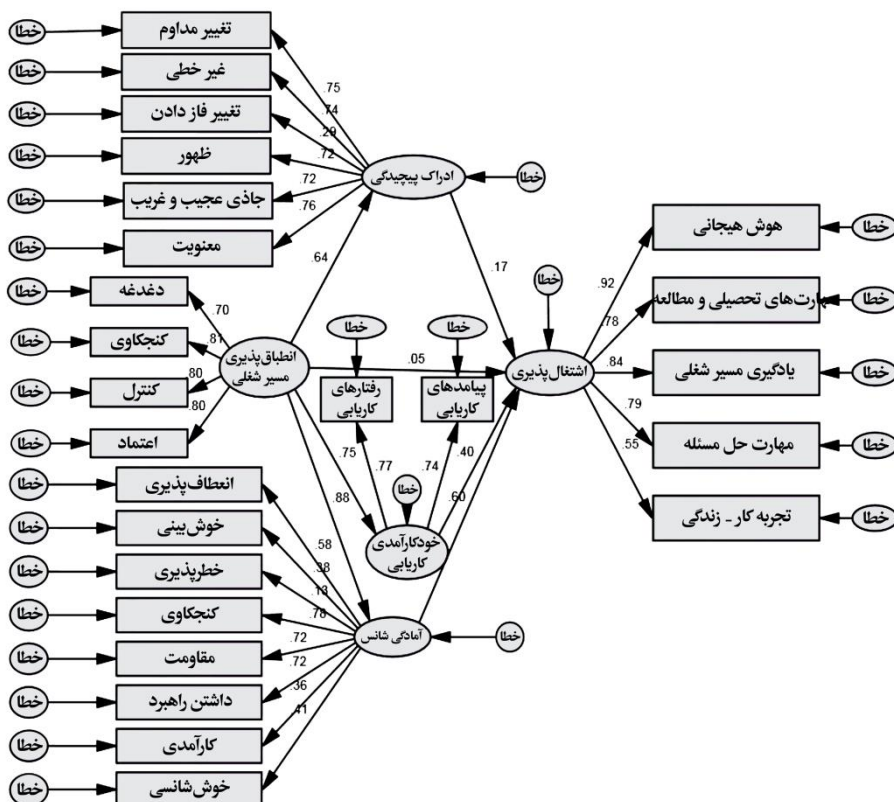 خطا
تغییر مداوم
خطا
غیر خطی
خطا
تغییر فاز دادن
خطا
ظهور
خطا
جاذی عجیب و غریب
خطا
معنویت
.75
.74
.29
.72
.72
.76
ادراک پیچیدگی
خطا
.64
.17
خطا
دغدغه
خطا
کنجکاوی
خطا
کنترل
خطا
اعتماد
.70
.81
.80
.80
انطباق‌پذیری
مسیر شغلی
.05
خطا
خطا
رفتارهای
کاریابی
پیامدهای
کاریابی
.75
.88
.77
.74
.40
.60
خطا
خودکارآمدی
کاریابی
خطا
اشتغال‌پذیری
.92
.78
.84
.79
.55
هوش هیجانی
خطا
مهارت‌های تحصیلی و مطالعه
خطا
یادگیری مسیر شغلی
خطا
مهارت حل مسئله
خطا
تجربه کار - زندگی
خطا
خطا
انعطاف‌پذیری
خطا
خوش‌بینی
خطا
خطرپذیری
خطا
کنجکاوی
خطا
مقاومت
خطا
داشتن راهبرد
خطا
کارآمدی
خطا
خوش‌شانسی
.58
.38
.13
.78
.72
.72
.36
.41
آمادگی شانس
خطا